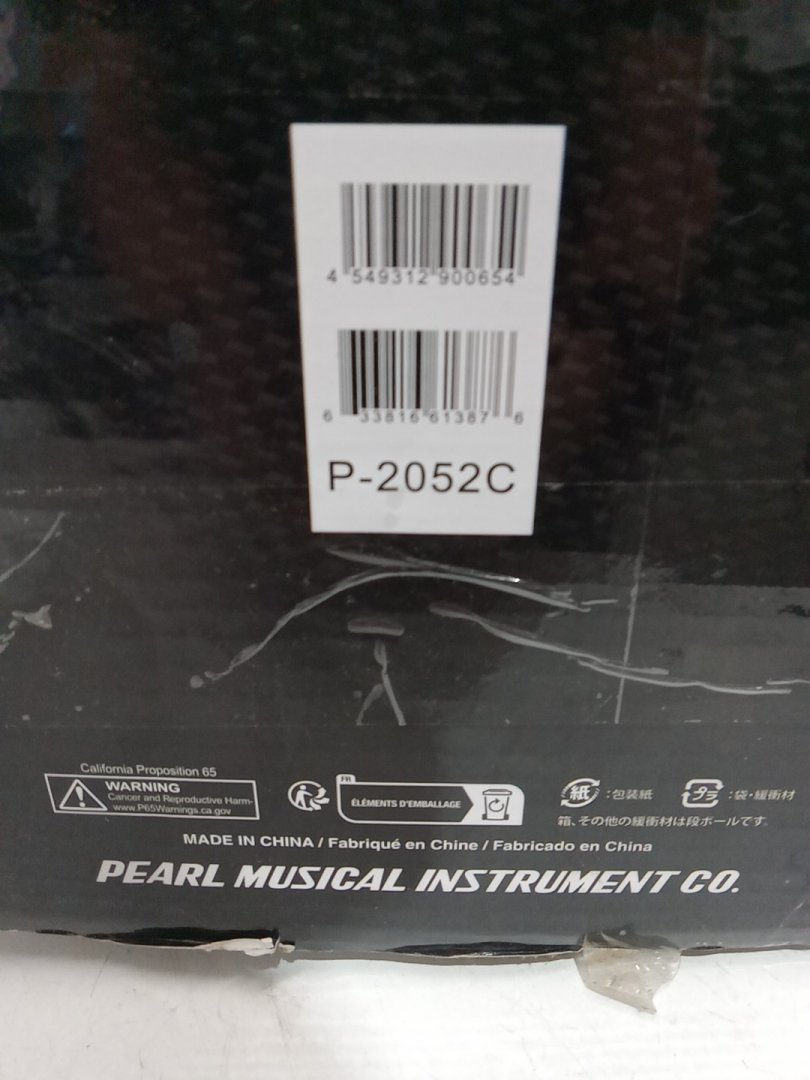 4 549312 900654
6 33816 61387 6
P-2052C
California Proposition 65
WARNING
Cancer and Reproductive Harm-
www.P65Warnings.ca.gov
FR
ÉLÉMENTS D'EMBALLAGE
紙 :包装紙
プラ :袋・緩衝材
箱、その他の緩衝材は段ボールです。
MADE IN CHINA / Fabriqué en Chine / Fabricado en China
PEARL MUSICAL INSTRUMENT CO.